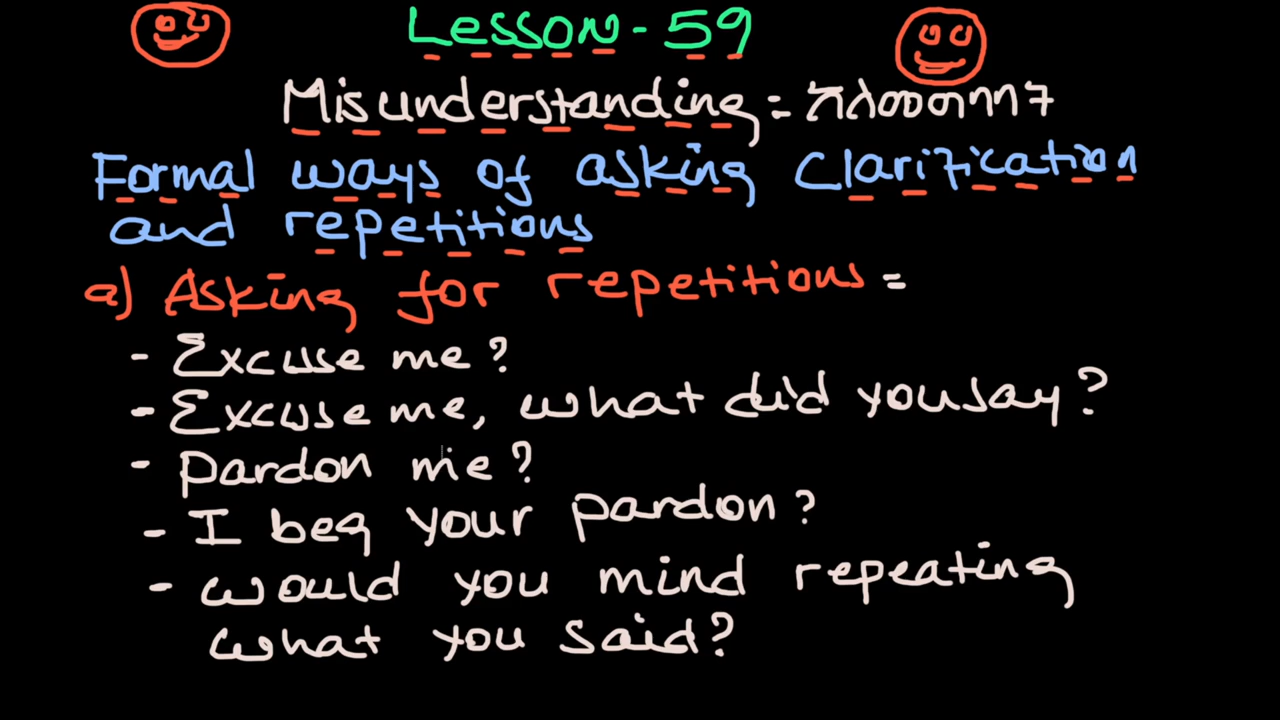 Lesson - 59
Misunderstanding =
Formal ways of asking Clarification
and repetitions
a) Asking for repetitions =
- Excuse me?
- Excuse me, what did you say?
- Pardon me?
- I beg your pardon?
- would you mind repeating
what you said?